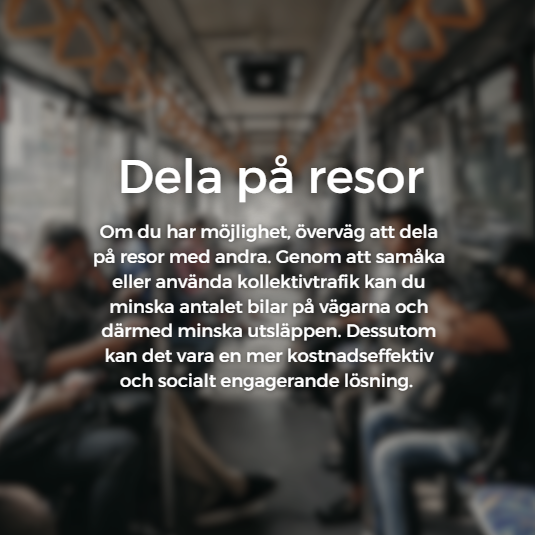 Dela på resor
Om du har möjlighet, överväg att dela
på resor med andra. Genom att samåka
eller använda kollektivtrafik kan du
minska antalet bilar på vägarna och
därmed minska utsläppen. Dessutom
kan det vara en mer kostnadseffektiv
och socialt engagerande lösning.